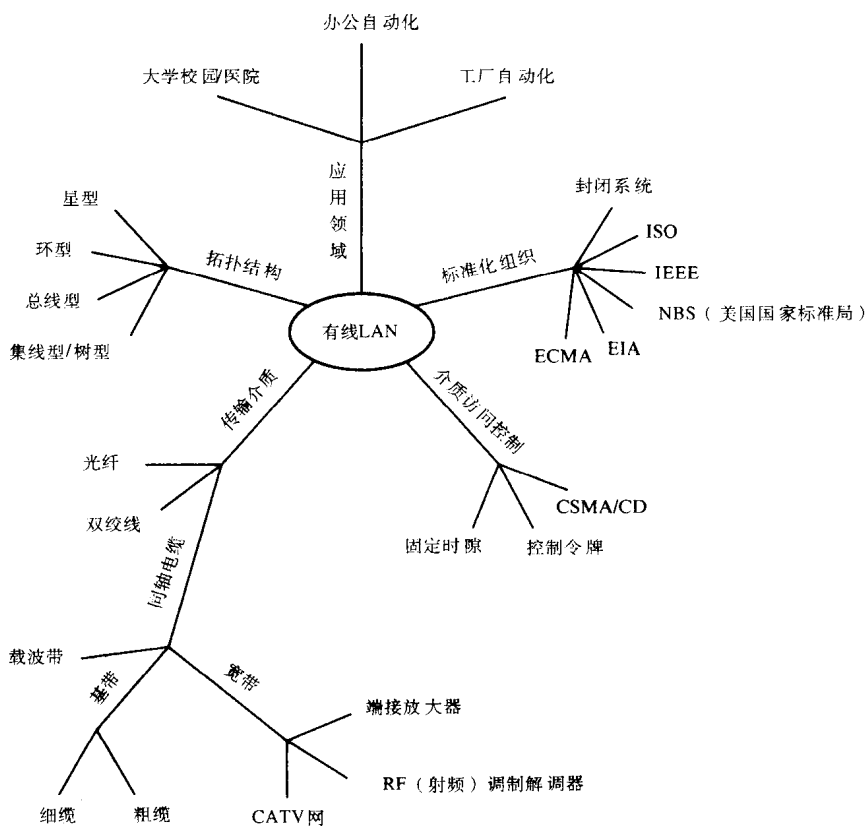 办公自动化
大学校园/医院
工厂自动化
应用领域
星型
环型
总线型
集线型/树型
拓扑结构
标准化组织
封闭系统
ISO
IEEE
NBS（美国国家标准局）
EIA
ECMA
有线LAN
传输介质
介质访问控制
光纤
双绞线
同轴电缆
CSMA/CD
固定时隙
控制令牌
载波带
基带
宽带
端接放大器
RF（射频）调制解调器
CATV网
细缆
粗缆